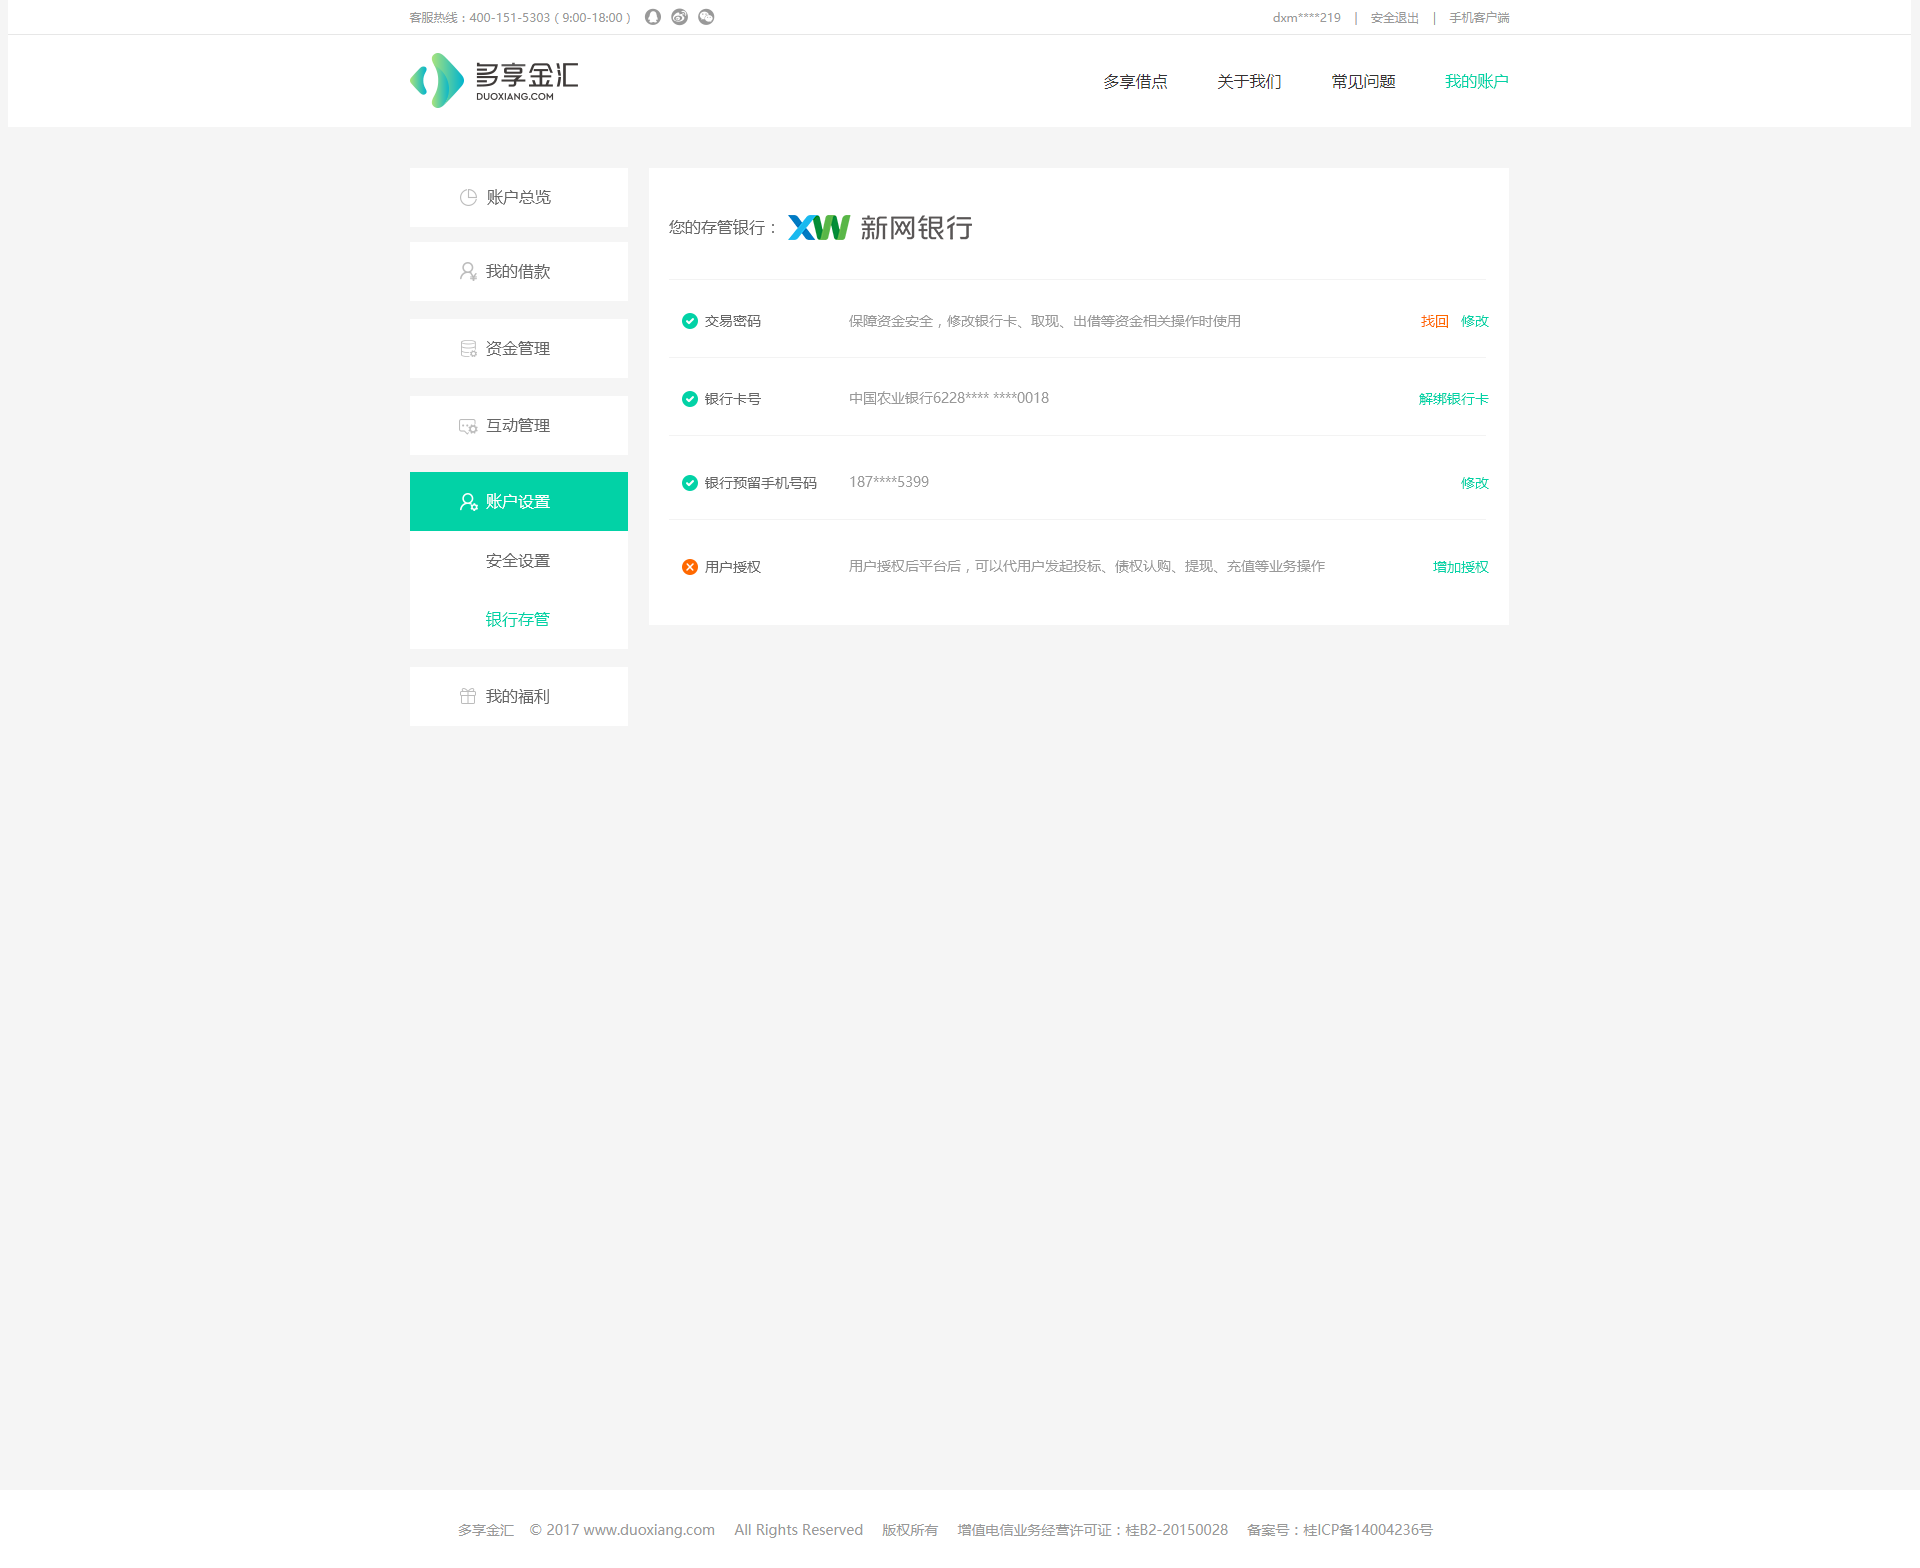 客服热线：400-151-5303（9:00-18:00）
dxm****219 | 安全退出 | 手机客户端
多享金汇
DUOXIANG.COM
多享借点 关于我们 常见问题 我的账户
账户总览
我的借款
资金管理
互动管理
账户设置
安全设置
银行存管
我的福利
您的存管银行： XW 新网银行
交易密码 保障资金安全，修改银行卡、取现、出借等资金相关操作时使用 找回 修改
银行卡号 中国农业银行6228**** ****0018 解绑银行卡
银行预留手机号码 187****5399 修改
用户授权 用户授权后平台后，可以代用户发起投标、债权认购、提现、充值等业务操作 增加授权
多享金汇 © 2017 www.duoxiang.com All Rights Reserved 版权所有 增值电信业务经营许可证：桂B2-20150028 备案号：桂ICP备14004236号